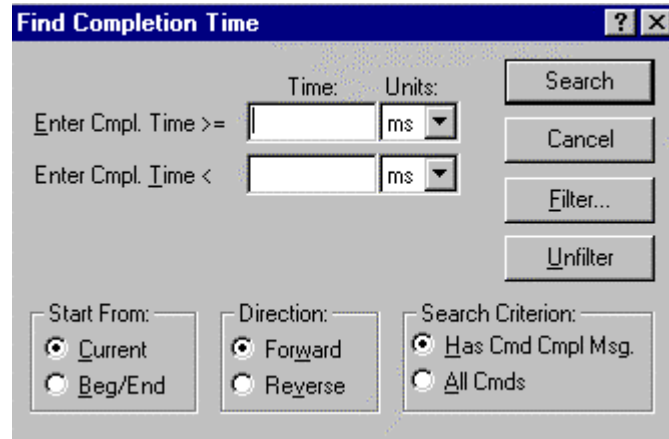 Find Completion Time
Time: Units:
Enter Cmpl. Time >= ms
Enter Cmpl. Time < ms
Search
Cancel
Filter...
Unfilter
Start From:
Current
Beg/End
Direction:
Forward
Reverse
Search Criterion:
Has Cmd Cmpl Msg.
All Cmds